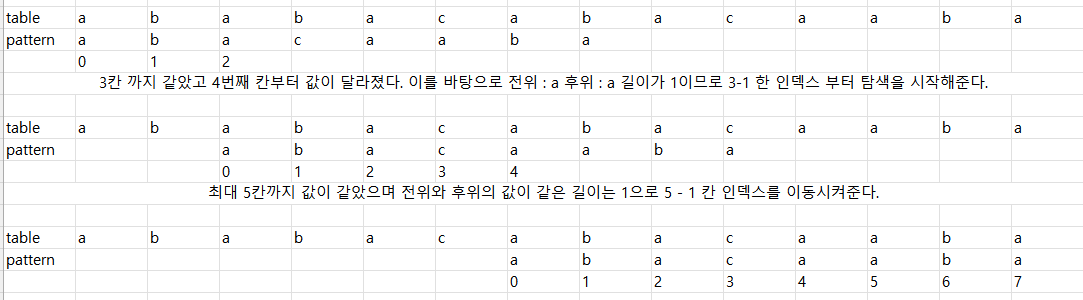 table a b a b a c a b a c a a b a
pattern a b a c a a b a
0 1 2
3칸 까지 같았고 4번째 칸부터 값이 달라졌다. 이를 바탕으로 전위 : a 후위 : a 길이가 1이므로 3-1 한 인덱스 부터 탐색을 시작해준다.
table a b a b a c a b a c a a b a
pattern a b a c a a b a
0 1 2 3 4
최대 5칸까지 값이 같았으며 전위와 후위의 값이 같은 길이는 1으로 5 - 1 칸 인덱스를 이동시켜준다.
table a b a b a c a b a c a a b a
pattern a b a c a a b a
0 1 2 3 4 5 6 7